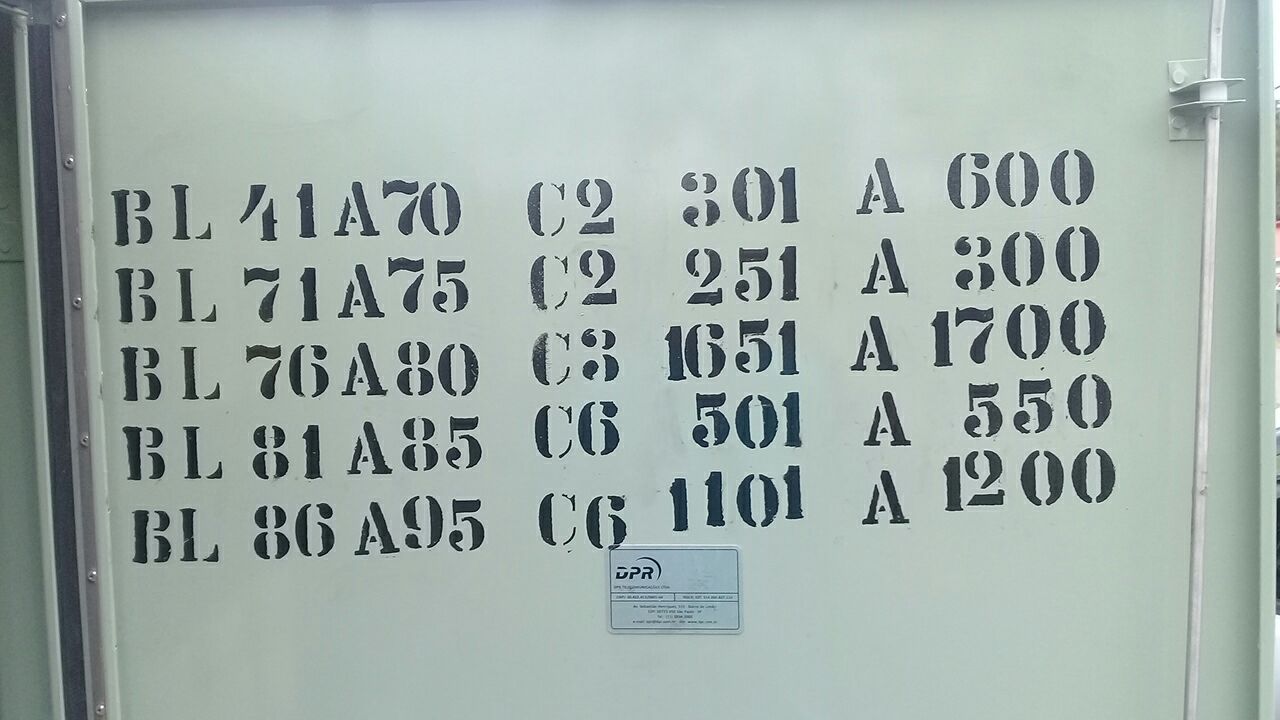 BL 41A70 C2 301 A 600
BL 71A75 C2 251 A 300
BL 76A80 C3 1651 A 1700
BL 81A85 C6 501 A 550
BL 86A95 C6 1101 A 1200
DPR
DPR TELECOMUNICAÇÕES LTDA